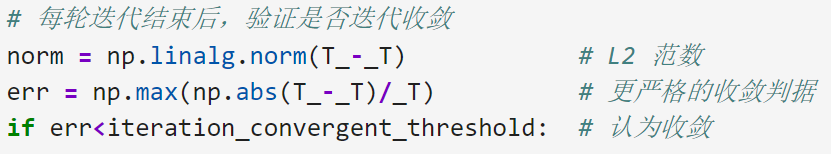 # 每轮迭代结束后，验证是否迭代收敛
norm = np.linalg.norm(T_-_T) # L2 范数
err = np.max(np.abs(T_-_T)/_T) # 更严格的收敛判据
if err<iteration_convergent_threshold: # 认为收敛